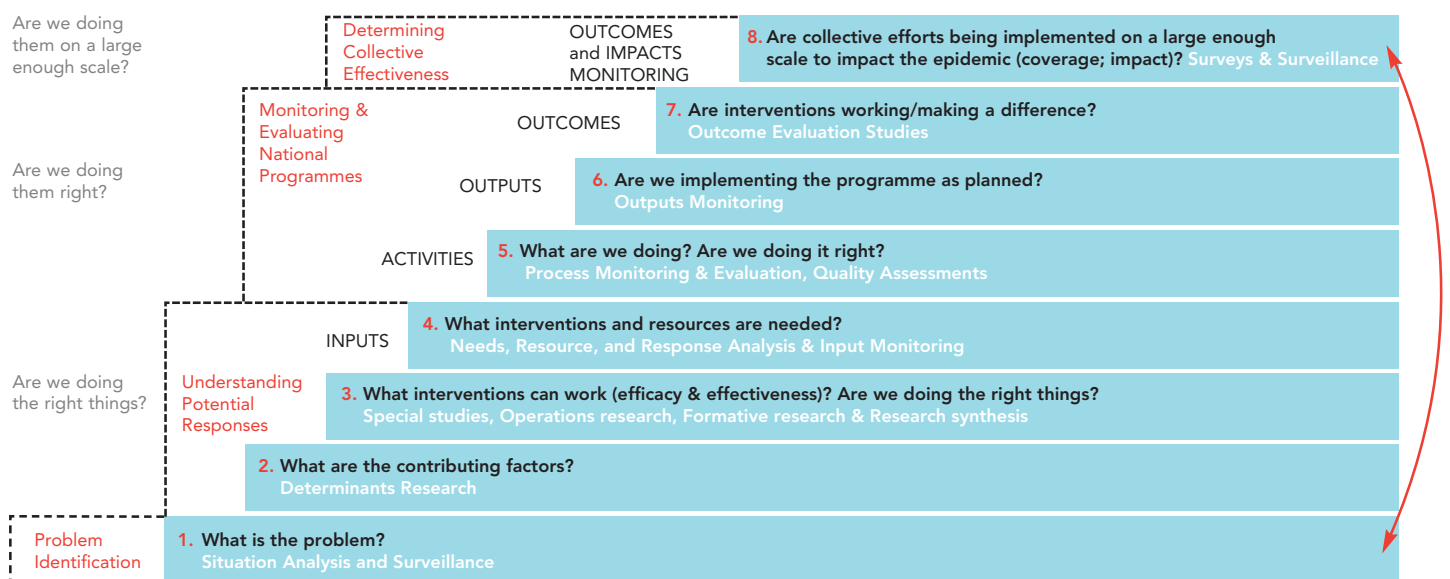 Are we doing
them on a large
enough scale?
Determining
Collective
Effectiveness
OUTCOMES
and IMPACTS
MONITORING
8. Are collective efforts being implemented on a large enough
scale to impact the epidemic (coverage; impact)? Surveys & Surveillance
Monitoring &
Evaluating
National
Programmes
OUTCOMES
7. Are interventions working/making a difference?
Outcome Evaluation Studies
Are we doing
them right?
OUTPUTS
6. Are we implementing the programme as planned?
Outputs Monitoring
ACTIVITIES
5. What are we doing? Are we doing it right?
Process Monitoring & Evaluation, Quality Assessments
INPUTS
4. What interventions and resources are needed?
Needs, Resource, and Response Analysis & Input Monitoring
Are we doing
the right things?
Understanding
Potential
Responses
3. What interventions can work (efficacy & effectiveness)? Are we doing the right things?
Special studies, Operations research, Formative research & Research synthesis
2. What are the contributing factors?
Determinants Research
Problem
Identification
1. What is the problem?
Situation Analysis and Surveillance